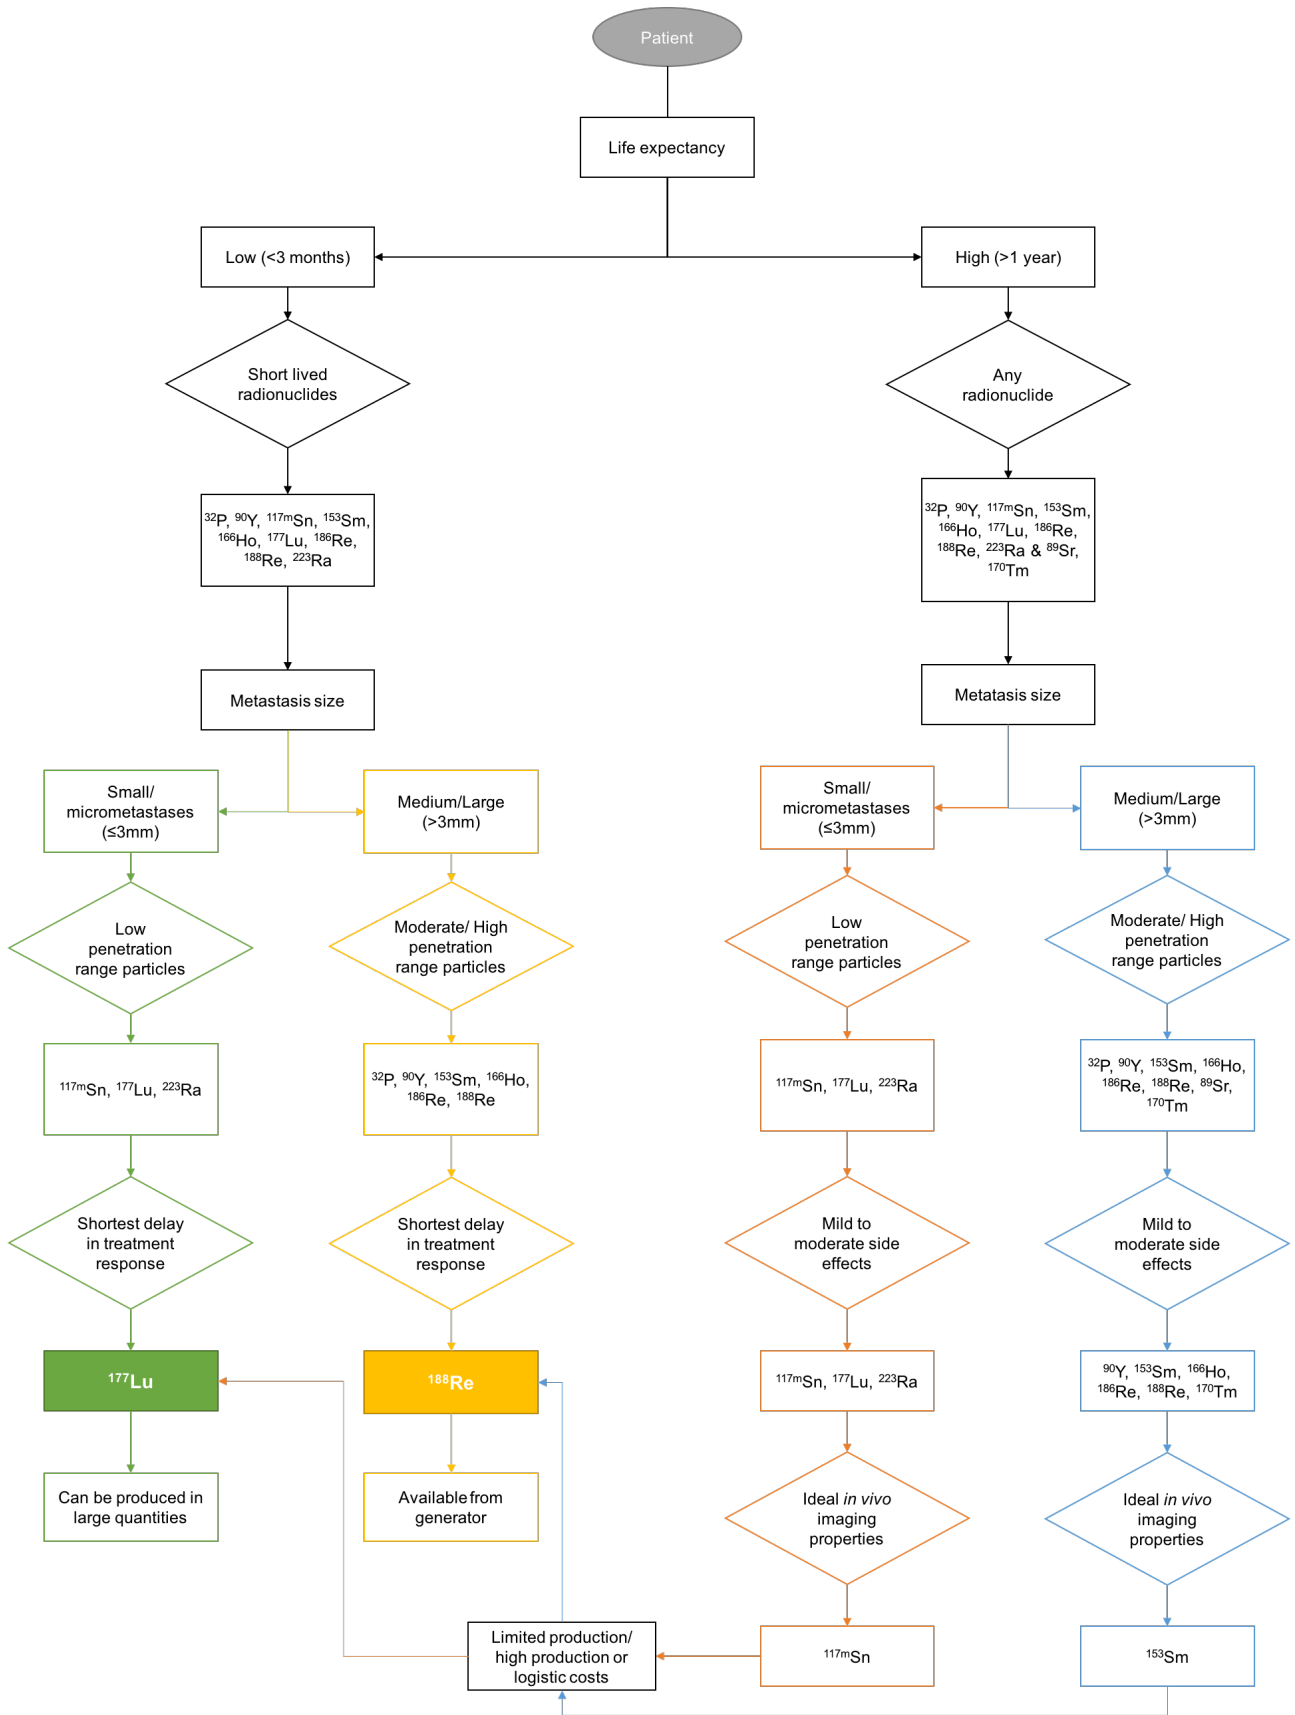 Patient
Life expectancy
Low (<3 months)
High (>1 year)
Short lived
radionuclides
Any
radionuclide
³²P, ⁹⁰Y, ¹¹⁷ᵐSn, ¹⁵³Sm,
¹⁶⁶Ho, ¹⁷⁷Lu, ¹⁸⁶Re,
¹⁸⁸Re, ²²³Ra
³²P, ⁹⁰Y, ¹¹⁷ᵐSn, ¹⁵³Sm,
¹⁶⁶Ho, ¹⁷⁷Lu, ¹⁸⁶Re,
¹⁸⁸Re, ²²³Ra & ⁸⁹Sr,
¹⁷⁰Tm
Metastasis size
Metatasis size
Small/
micrometastases
(≤3mm)
Medium/Large
(>3mm)
Small/
micrometastases
(≤3mm)
Medium/Large
(>3mm)
Low
penetration
range particles
Moderate/ High
penetration
range particles
Low
penetration
range particles
Moderate/ High
penetration
range particles
¹¹⁷ᵐSn, ¹⁷⁷Lu, ²²³Ra
³²P, ⁹⁰Y, ¹⁵³Sm, ¹⁶⁶Ho,
¹⁸⁶Re, ¹⁸⁸Re
¹¹⁷ᵐSn, ¹⁷⁷Lu, ²²³Ra
³²P, ⁹⁰Y, ¹⁵³Sm, ¹⁶⁶Ho,
¹⁸⁶Re, ¹⁸⁸Re, ⁸⁹Sr,
¹⁷⁰Tm
Shortest delay
in treatment
response
Shortest delay
in treatment
response
Mild to
moderate side
effects
Mild to
moderate side
effects
¹⁷⁷Lu
¹⁸⁸Re
¹¹⁷ᵐSn, ¹⁷⁷Lu, ²²³Ra
⁹⁰Y, ¹⁵³Sm, ¹⁶⁶Ho,
¹⁸⁶Re, ¹⁸⁸Re, ¹⁷⁰Tm
Can be produced in
large quantities
Available from
generator
Ideal in vivo
imaging
properties
Ideal in vivo
imaging
properties
Limited production/
high production or
logistic costs
¹¹⁷ᵐSn
¹⁵³Sm